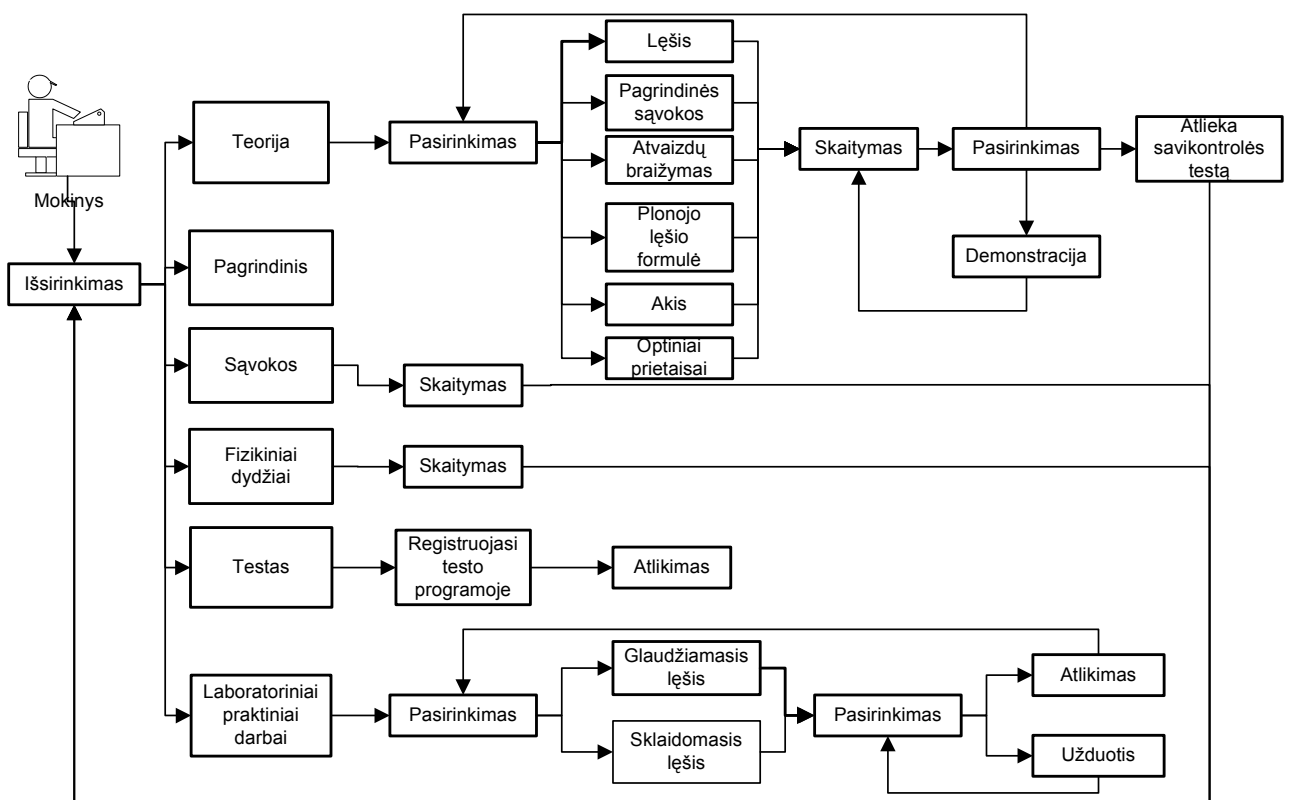 Mokinys
Išsirinkimas
Teorija
Pasirinkimas
Lęšis
Pagrindinės
sąvokos
Atvaizdų
braižymas
Plonojo
lęšio
formulė
Akis
Optiniai
prietaisai
Skaitymas
Pasirinkimas
Atlieka
savikontrolės
testą
Demonstracija
Pagrindinis
Sąvokos
Skaitymas
Fizikiniai
dydžiai
Skaitymas
Testas
Registruojasi
testo
programoje
Atlikimas
Laboratoriniai
praktiniai
darbai
Pasirinkimas
Glaudžiamasis
lęšis
Sklaidomasis
lęšis
Pasirinkimas
Atlikimas
Užduotis